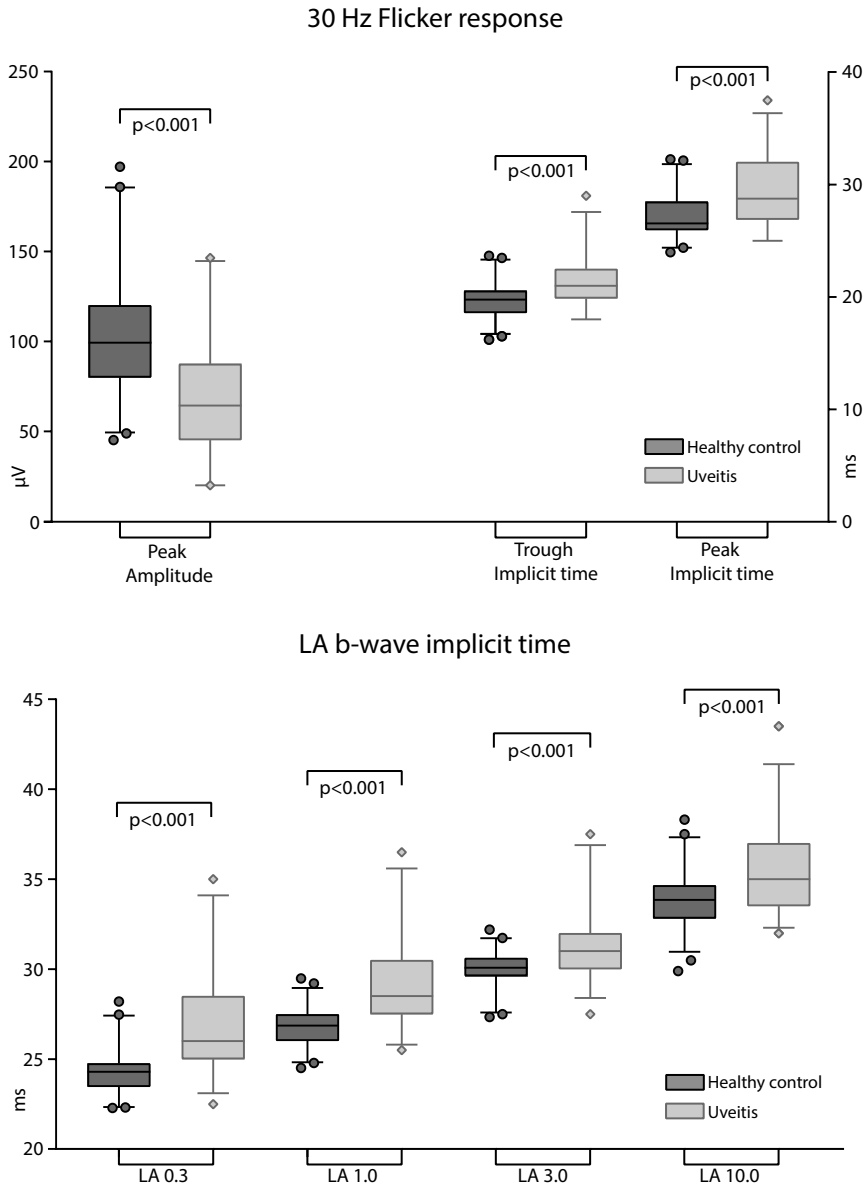 30 Hz Flicker response
250
200
150
100
50
0
µV
40
30
20
10
0
ms
p<0.001
p<0.001
p<0.001
Healthy control
Uveitis
Peak
Amplitude
Trough
Implicit time
Peak
Implicit time
LA b-wave implicit time
45
40
35
30
25
20
ms
p<0.001
p<0.001
p<0.001
p<0.001
Healthy control
Uveitis
LA 0.3
LA 1.0
LA 3.0
LA 10.0